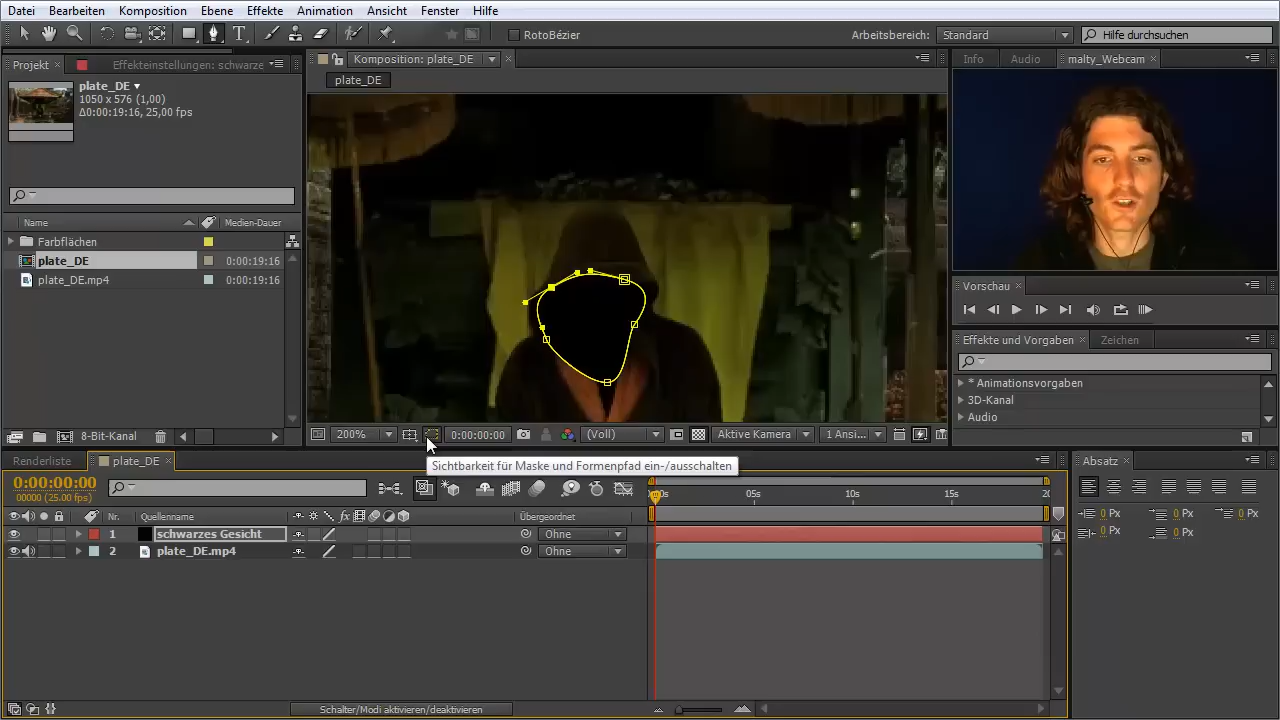 Datei Bearbeiten Komposition Ebene Effekte Animation Ansicht Fenster Hilfe
RotoBézier Arbeitsbereich: Standard Hilfe durchsuchen
Projekt Effekteinstellungen: schwarze
plate_DE
1050 x 576 (1,00)
Δ0:00:19:16, 25,00 fps
Name Medien-Dauer
Farbflächen
plate_DE 0:00:19:16
plate_DE.mp4 0:00:19:16
8-Bit-Kanal
Komposition: plate_DE
plate_DE
200% 0:00:00:00 (Voll) Aktive Kamera 1 Ansi...
Sichtbarkeit für Maske und Formenpfad ein-/ausschalten
Info Audio malty_Webcam
Vorschau
Effekte und Vorgaben Zeichen
* Animationsvorgaben
3D-Kanal
Audio
Renderliste plate_DE
0:00:00:00
00000 (25.00 fps)
05s 10s 15s 20
Nr. Quellenname fx Übergeordnet
1 schwarzes Gesicht Ohne
2 plate_DE.mp4 Ohne
Schalter/Modi aktivieren/deaktivieren
Absatz
0 Px 0 Px 0 Px
0 Px 0 Px